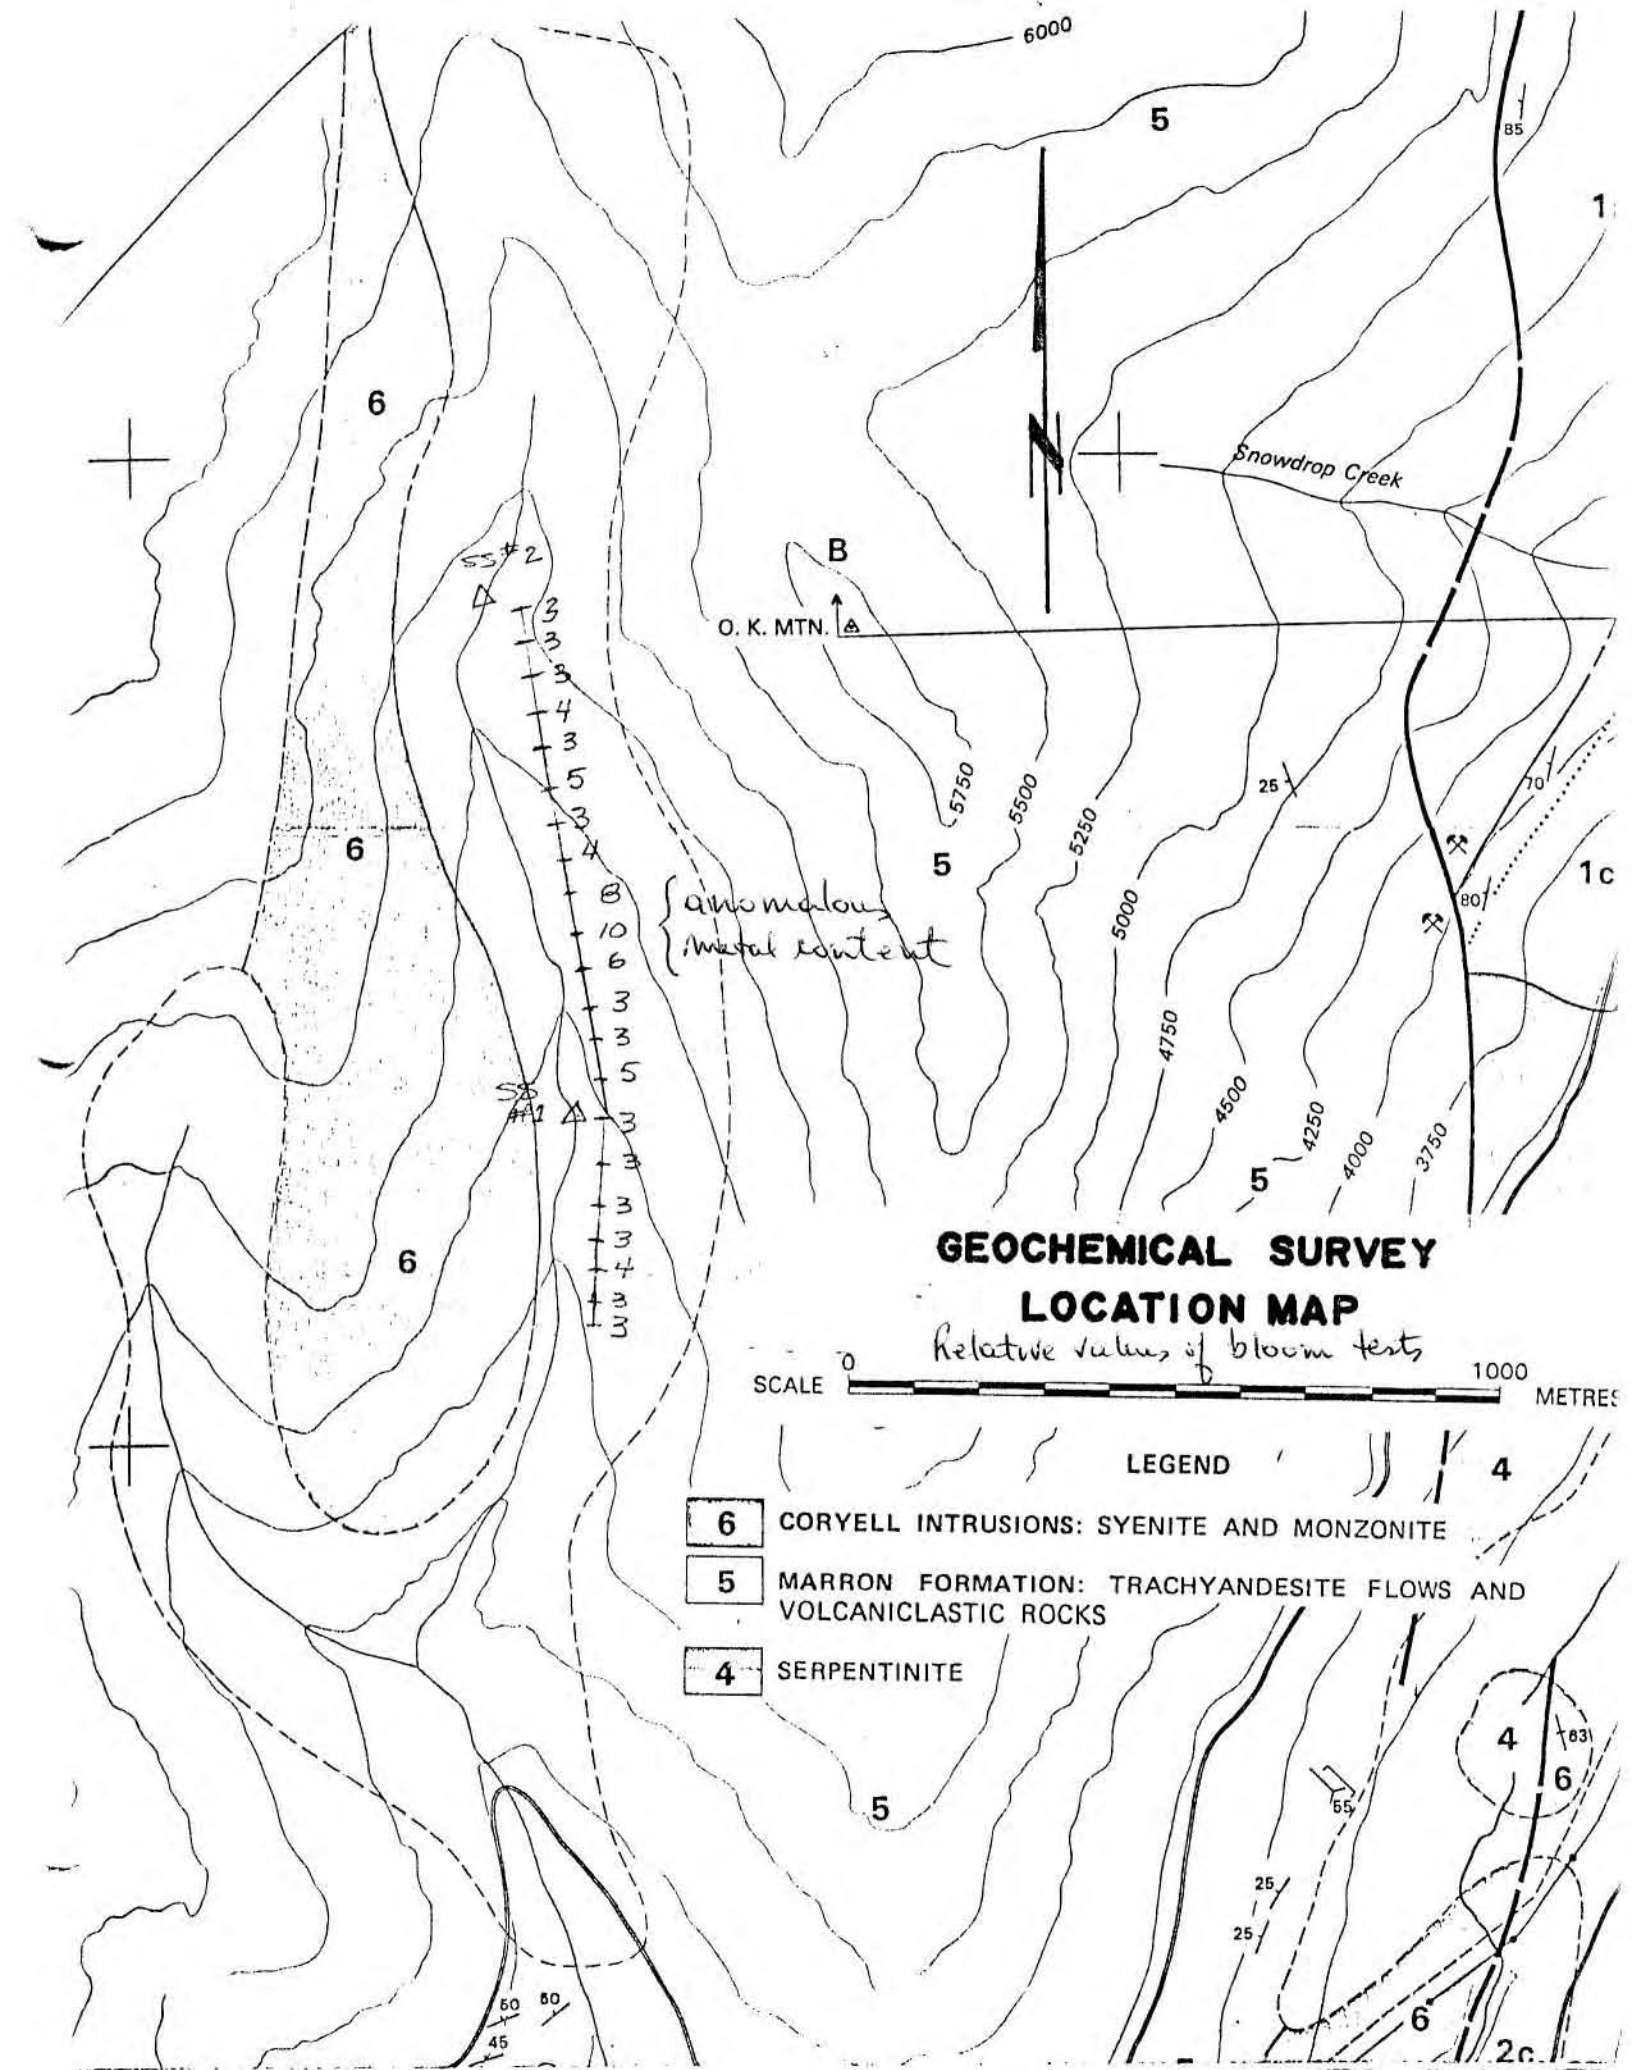 6000
5
85
1
6
Snowdrop Creek
SS #2
B
O. K. MTN.
3
3
3
4
3
5
3
4
8
10
6
3
3
5
3
3
3
3
4
3
3
{anomalous
{metal content
SS
#1
6
6
5
5750
5500
5250
5000
4750
4500
4250
4000
3750
25
70
80
1c
5
N
GEOCHEMICAL SURVEY
LOCATION MAP
Relative values of bloom tests
SCALE 0 1000 METRES
LEGEND
4
6 CORYELL INTRUSIONS: SYENITE AND MONZONITE
5 MARRON FORMATION: TRACHYANDESITE FLOWS AND
VOLCANICLASTIC ROCKS
4 SERPENTINITE
4
83
6
5
55
25
25
50
50
45
6
2c